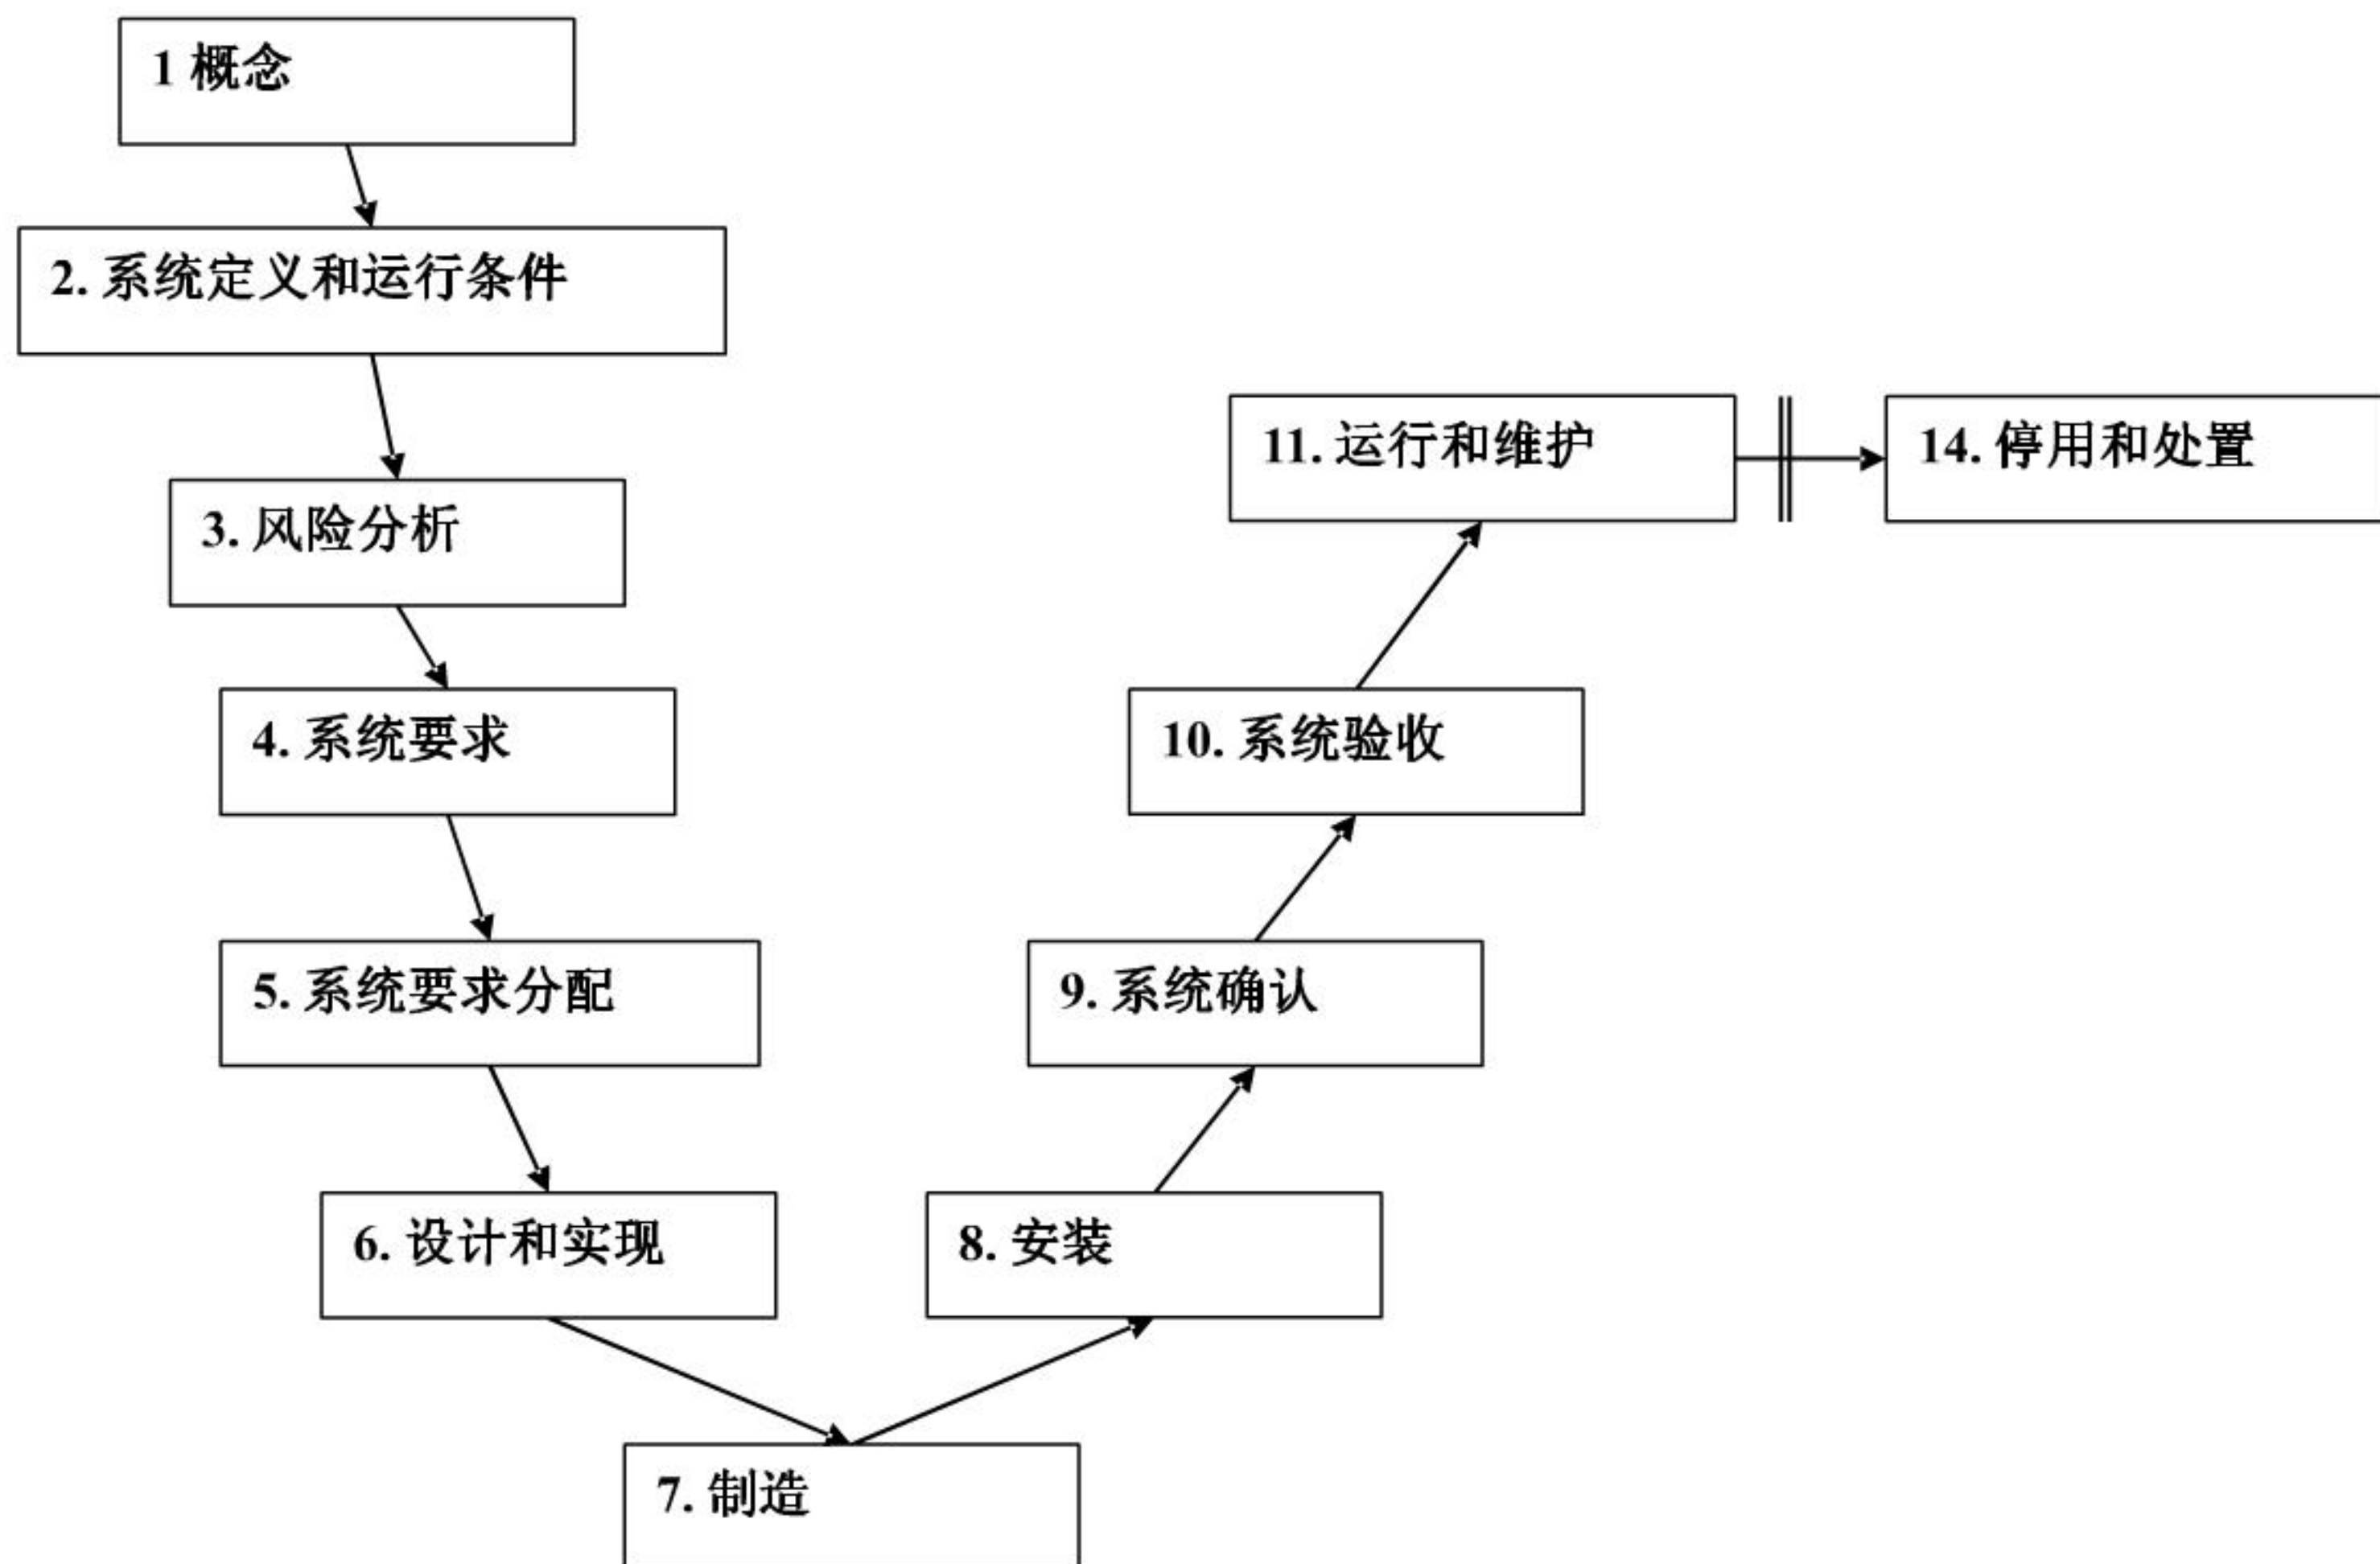 1 概念
2. 系统定义和运行条件
3. 风险分析
4. 系统要求
5. 系统要求分配
6. 设计和实现
7. 制造
8. 安装
9. 系统确认
10. 系统验收
11. 运行和维护
14. 停用和处置